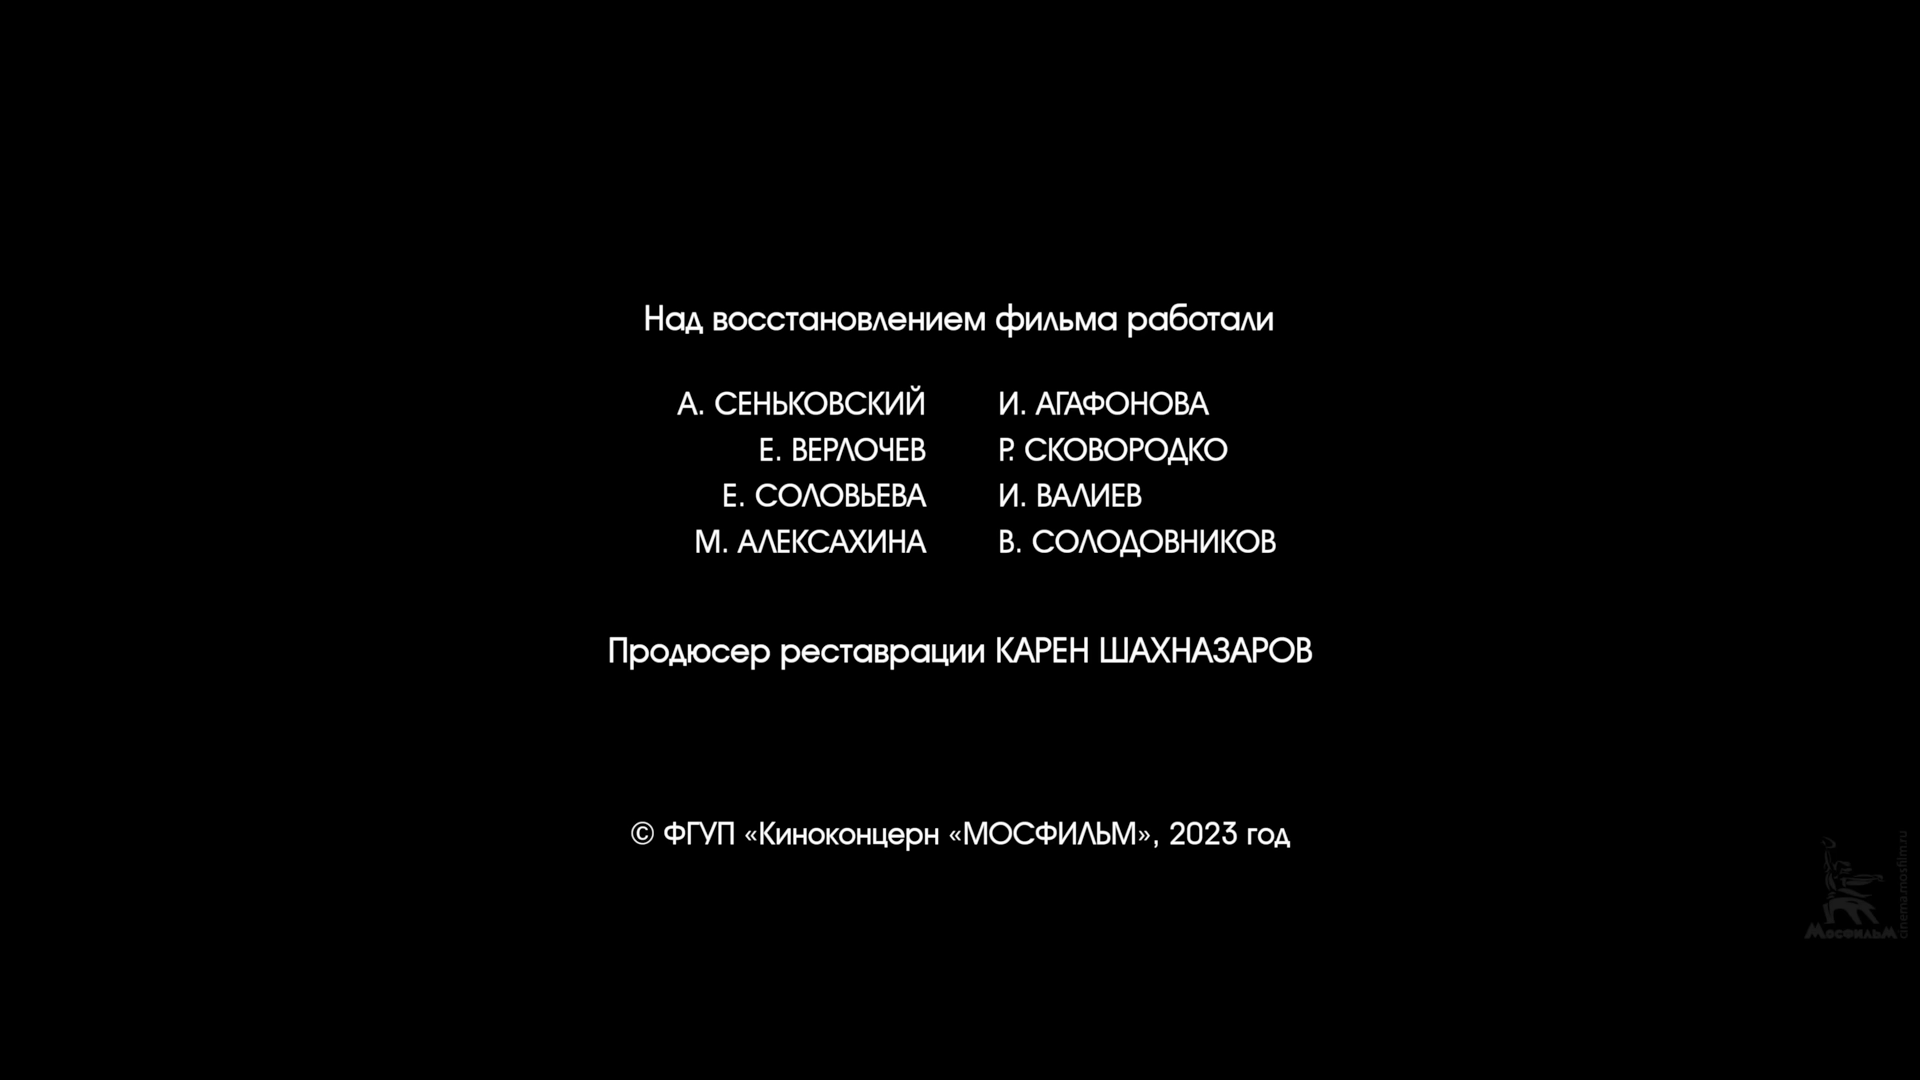 Над восстановлением фильма работали
А. СЕНЬКОВСКИЙ И. АГАФОНОВА
Е. ВЕРЛОЧЕВ Р. СКОВОРОДКО
Е. СОЛОВЬЕВА И. ВАЛИЕВ
М. АЛЕКСАХИНА В. СОЛОДОВНИКОВ
Продюсер реставрации КАРЕН ШАХНАЗАРОВ
© ФГУП «Киноконцерн «МОСФИЛЬМ», 2023 год
МОСФИЛЬМ
cinema.mosfilm.ru